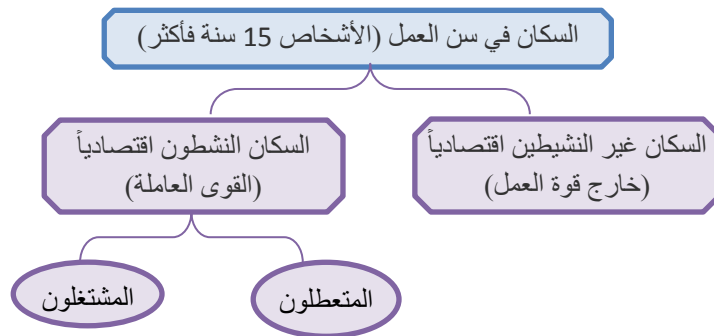 السكان في سن العمل (الأشخاص 15 سنة فأكثر)
السكان غير النشيطين اقتصادياً
(خارج قوة العمل)
السكان النشطون اقتصادياً
(القوى العاملة)
المتعطلون
المشتغلون